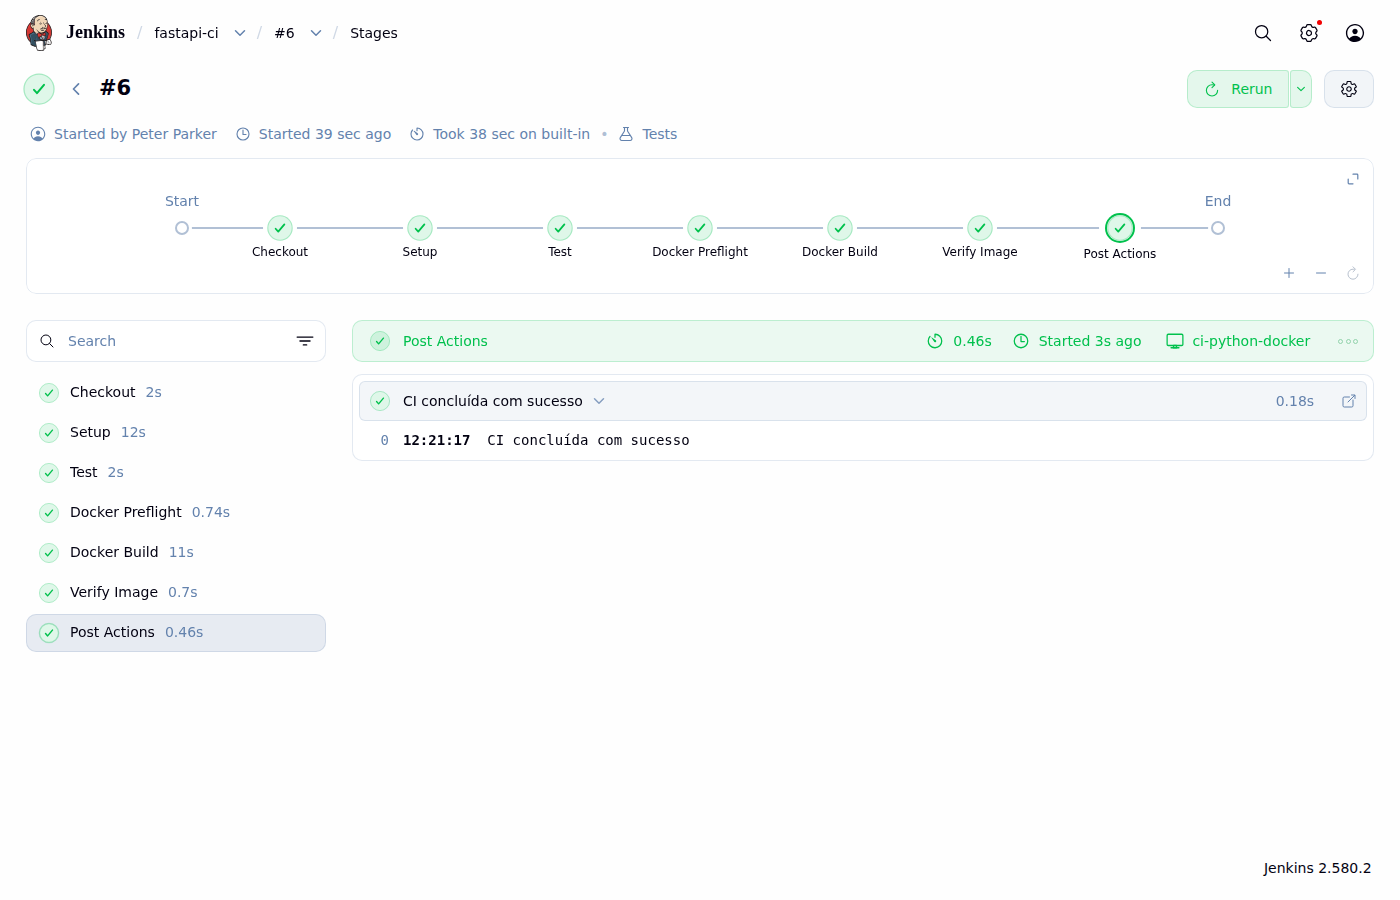 Jenkins / fastapi-ci / #6 / Stages
#6
Rerun
Started by Peter Parker Started 39 sec ago Took 38 sec on built-in • Tests
Start End
Checkout Setup Test Docker Preflight Docker Build Verify Image Post Actions
Search
Checkout 2s
Setup 12s
Test 2s
Docker Preflight 0.74s
Docker Build 11s
Verify Image 0.7s
Post Actions 0.46s
Post Actions 0.46s Started 3s ago ci-python-docker
CI concluída com sucesso 0.18s
0 12:21:17 CI concluída com sucesso
Jenkins 2.580.2